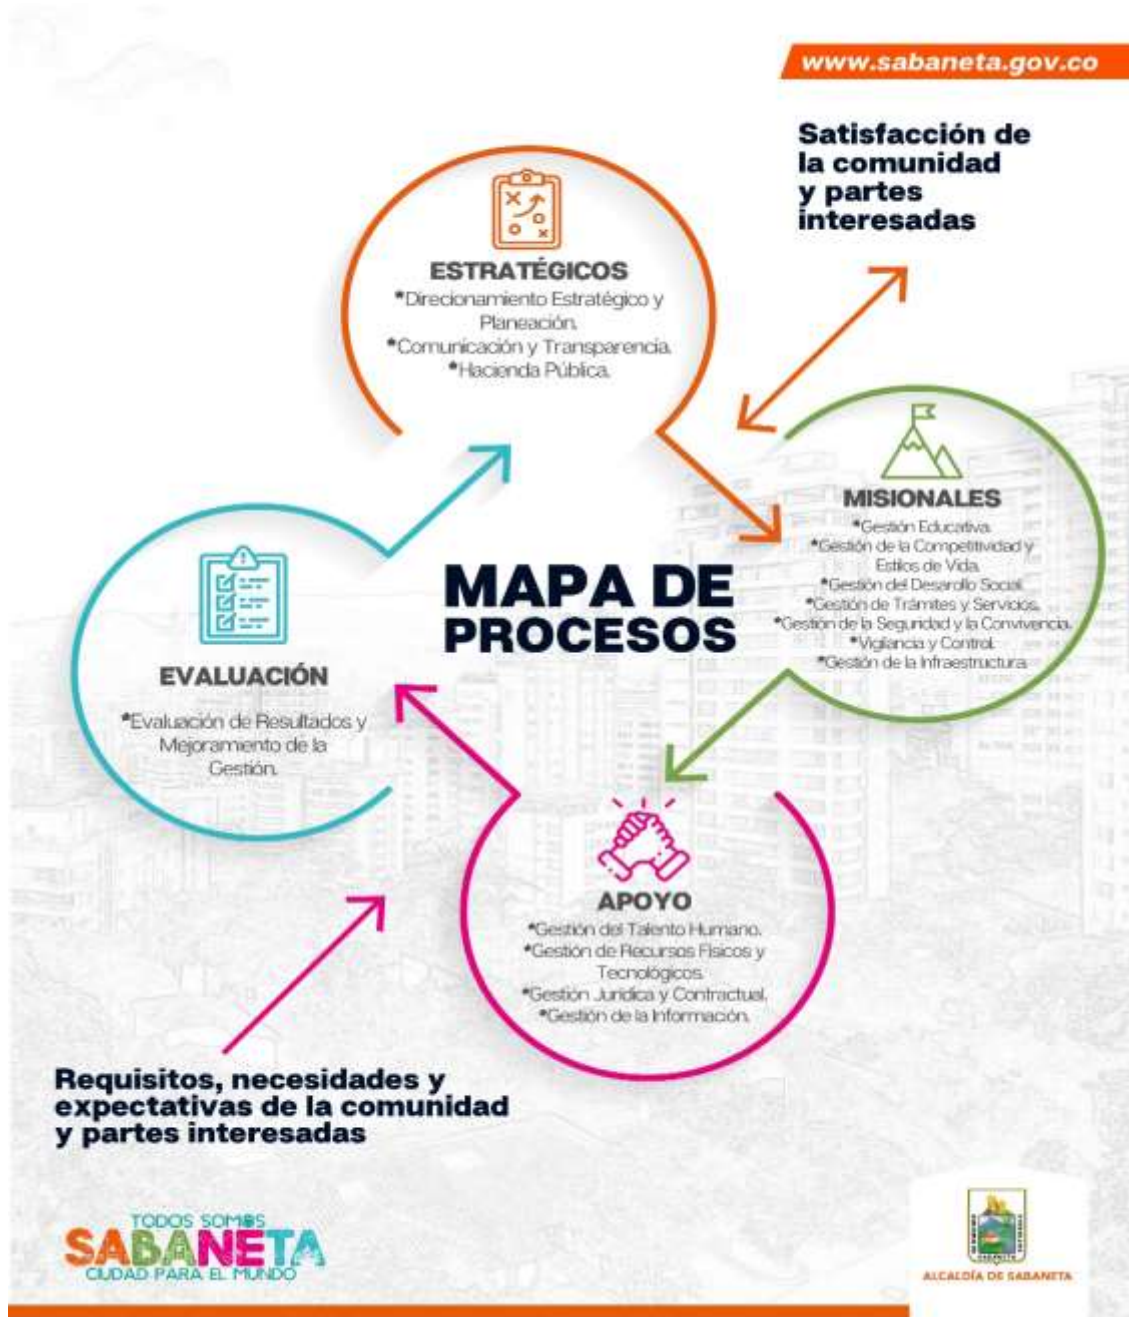 www.sabaneta.gov.co
Satisfacción de
la comunidad
y partes
interesadas
ESTRATÉGICOS
*Direcionamiento Estratégico y
Planeación.
*Comunicación y Transparencia.
*Hacienda Pública.
MISIONALES
*Gestión Educativa.
*Gestión de la Competitividad y
Estilos de Vida.
*Gestión del Desarollo Social.
*Gestión de Trámites y Servicios.
*Gestión de la Seguridad y la Convivencia.
*Vigilancia y Control.
*Gestión de la Infraestructura.
MAPA DE
PROCESOS
EVALUACIÓN
*Evaluación de Resultados y
Mejoramiento de la
Gestión.
APOYO
*Gestión del Talento Humano.
*Gestión de Recursos Físicos y
Tecnológicos.
*Gestión Jurídica y Contractual.
*Gestión de la Información.
Requisitos, necesidades y
expectativas de la comunidad
y partes interesadas
TODOS SOMOS
SABANETA
CIUDAD PARA EL MUNDO
SABANETA
ALCALDÍA DE SABANETA